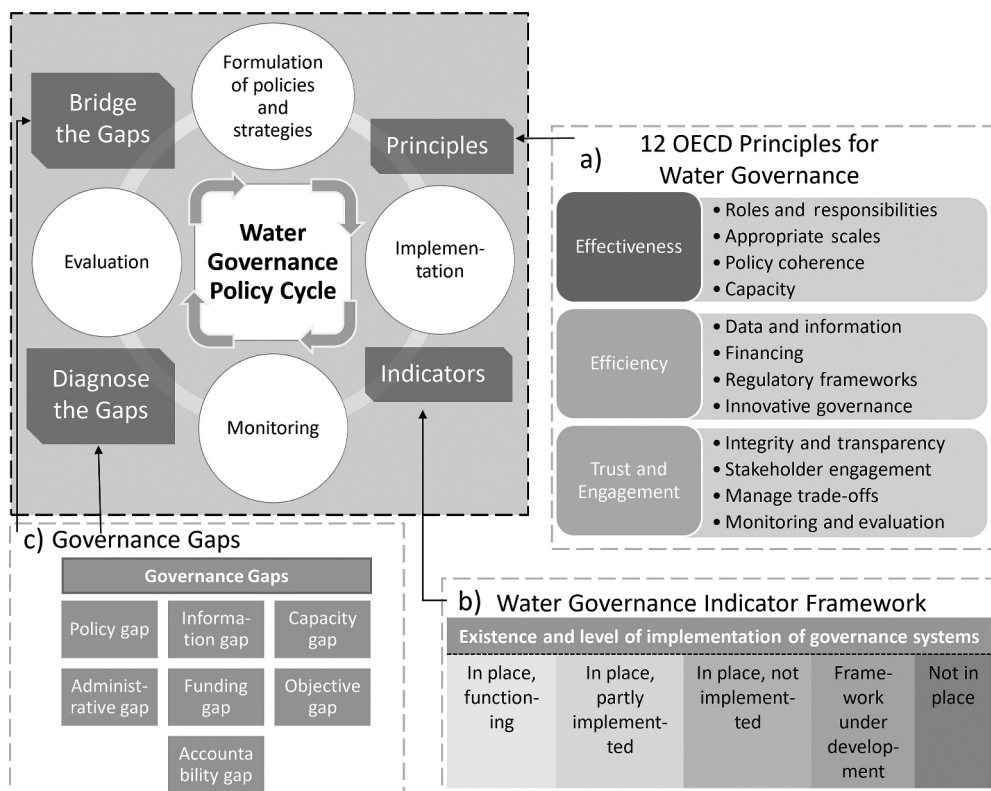 Formulation
of policies
and
strategies
Bridge
the Gaps
Principles
Water
Governance
Policy Cycle
Evaluation
Implemen-
tation
Diagnose
the Gaps
Indicators
Monitoring
a)
12 OECD Principles for
Water Governance
Effectiveness
• Roles and responsibilities
• Appropriate scales
• Policy coherence
• Capacity
Efficiency
• Data and information
• Financing
• Regulatory frameworks
• Innovative governance
Trust and
Engagement
• Integrity and transparency
• Stakeholder engagement
• Manage trade-offs
• Monitoring and evaluation
c) Governance Gaps
Governance Gaps
Policy gap
Informa-
tion gap
Capacity
gap
Administ-
rative gap
Funding
gap
Objective
gap
Accounta
bility gap
b) Water Governance Indicator Framework
Existence and level of implementation of governance systems
In place,
function-
ing
In place,
partly
implemen-
ted
In place, not
implemen-
ted
Frame-
work
under
develop-
ment
Not in
place